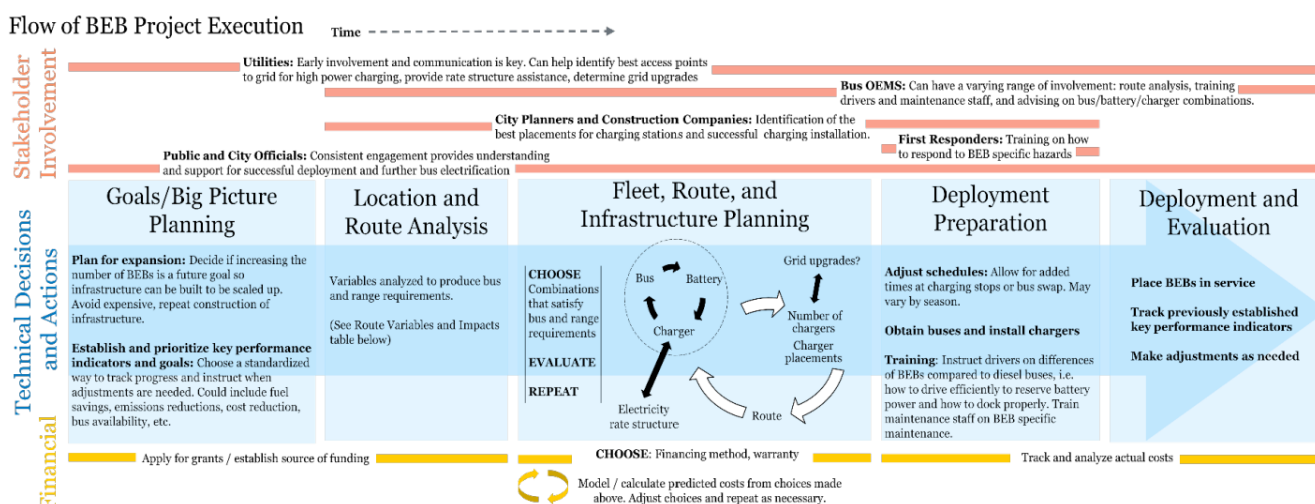 Flow of BEB Project Execution
Time
Stakeholder
Involvement
Utilities: Early involvement and communication is key. Can help identify best access points
to grid for high power charging, provide rate structure assistance, determine grid upgrades
Bus OEMS: Can have a varying range of involvement: route analysis, training
drivers and maintenance staff, and advising on bus/battery/charger combinations.
City Planners and Construction Companies: Identification of the
best placements for charging stations and successful charging installation.
First Responders: Training on how
to respond to BEB specific hazards
Public and City Officials: Consistent engagement provides understanding
and support for successful deployment and further bus electrification
Technical Decisions
and Actions
Goals/Big Picture
Planning
Plan for expansion: Decide if increasing the
number of BEBs is a future goal so
infrastructure can be built to be scaled up.
Avoid expensive, repeat construction of
infrastructure.
Establish and prioritize key performance
indicators and goals: Choose a standardized
way to track progress and instruct when
adjustments are needed. Could include fuel
savings, emissions reductions, cost reduction,
bus availability, etc.
Location and
Route Analysis
Variables analyzed to produce bus
and range requirements.
(See Route Variables and Impacts
table below)
Fleet, Route, and
Infrastructure Planning
CHOOSE
Combinations
that satisfy
bus and range
requirements
EVALUATE
REPEAT
Bus
Battery
Charger
Electricity
rate structure
Grid upgrades?
Number of
chargers
Charger
placements
Route
Deployment
Preparation
Adjust schedules: Allow for added
times at charging stops or bus swap. May
vary by season.
Obtain buses and install chargers
Training: Instruct drivers on differences
of BEBs compared to diesel buses, i.e.
how to drive efficiently to reserve battery
power and how to dock properly. Train
maintenance staff on BEB specific
maintenance.
Deployment and
Evaluation
Place BEBs in service
Track previously established
key performance indicators
Make adjustments as needed
Financial
Apply for grants / establish source of funding
CHOOSE: Financing method, warranty
Track and analyze actual costs
Model / calculate predicted costs from choices made
above. Adjust choices and repeat as necessary.